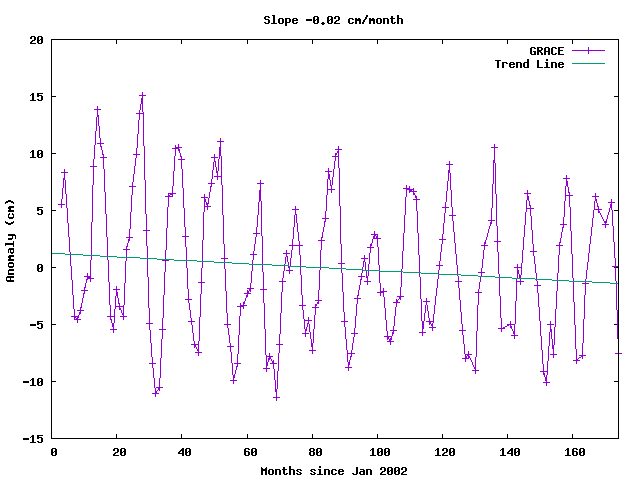 Slope -0.02 cm/month
20
15
10
5
0
-5
-10
-15
Anomaly (cm)
GRACE
Trend Line
0 20 40 60 80 100 120 140 160
Months since Jan 2002